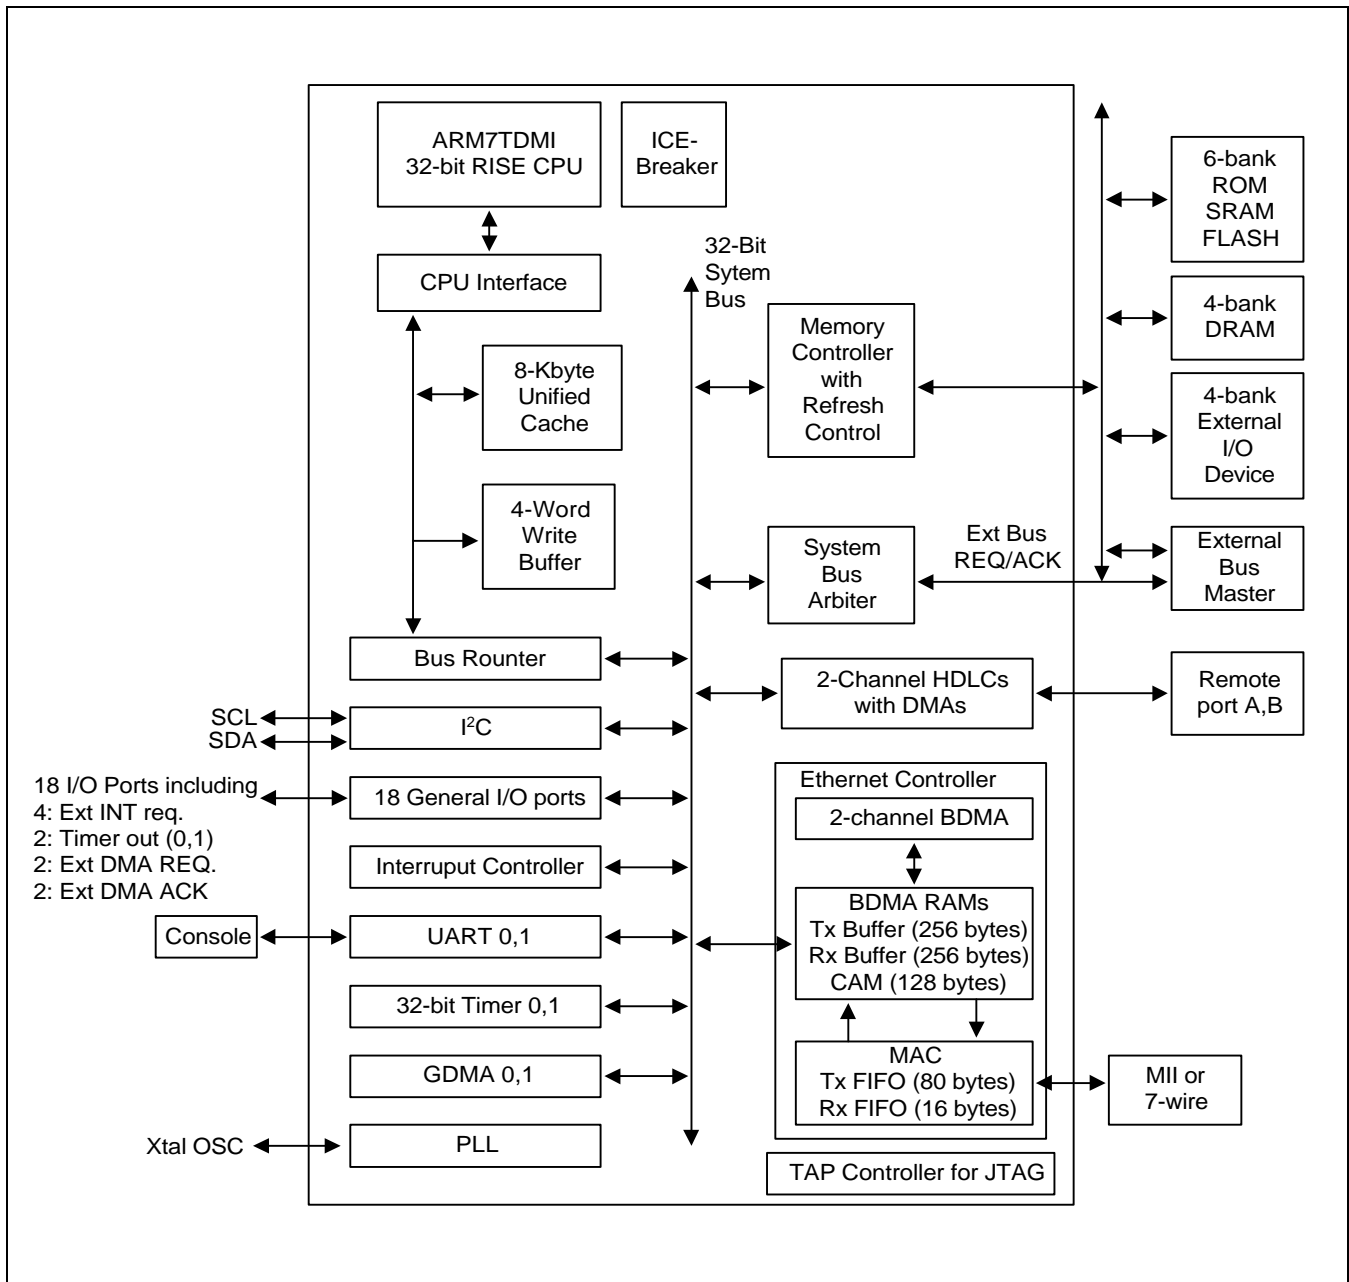 ARM7TDMI
32-bit RISE CPU
ICE-
Breaker
CPU Interface
8-Kbyte
Unified
Cache
4-Word
Write
Buffer
Bus Rounter
SCL
SDA
I²C
18 I/O Ports including
4: Ext INT req.
2: Timer out (0,1)
2: Ext DMA REQ.
2: Ext DMA ACK
18 General I/O ports
Interruput Controller
Console
UART 0,1
32-bit Timer 0,1
GDMA 0,1
Xtal OSC
PLL
32-Bit
Sytem
Bus
Memory
Controller
with
Refresh
Control
System
Bus
Arbiter
Ext Bus
REQ/ACK
2-Channel HDLCs
with DMAs
Ethernet Controller
2-channel BDMA
BDMA RAMs
Tx Buffer (256 bytes)
Rx Buffer (256 bytes)
CAM (128 bytes)
MAC
Tx FIFO (80 bytes)
Rx FIFO (16 bytes)
TAP Controller for JTAG
6-bank
ROM
SRAM
FLASH
4-bank
DRAM
4-bank
External
I/O
Device
External
Bus
Master
Remote
port A,B
MII or
7-wire